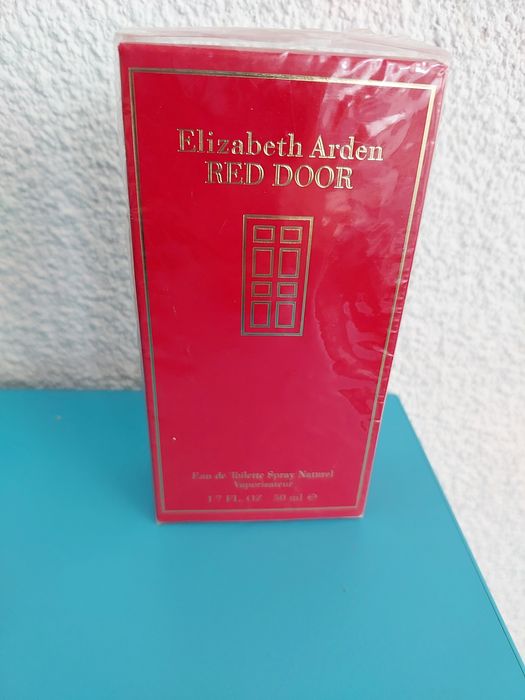 Elizabeth Arden
RED DOOR
Eau de Toilette Spray Naturel
Vaporisateur
1.7 FL. OZ 50 ml ℮